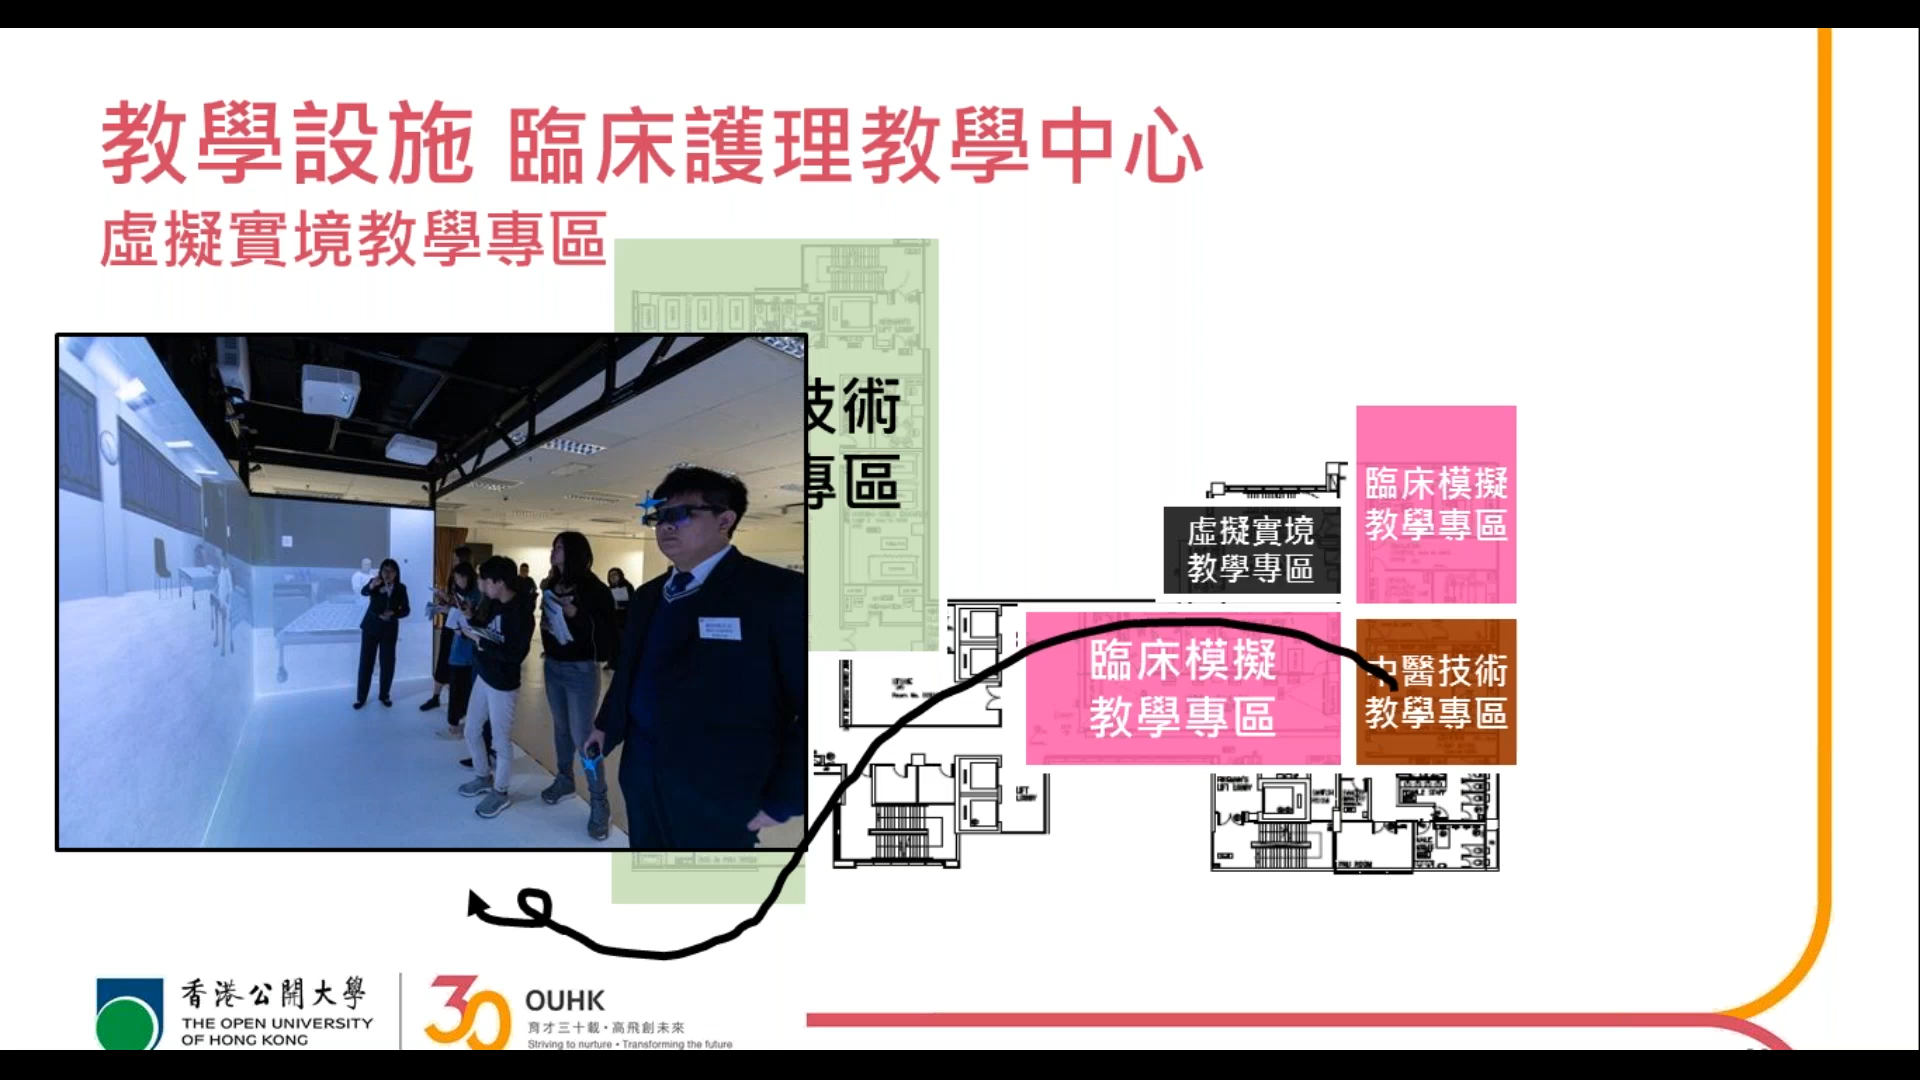 教學設施 臨床護理教學中心
虛擬實境教學專區
技術
專區
臨床模擬
教學專區
虛擬實境
教學專區
臨床模擬
教學專區
中醫技術
教學專區
LIFT
LOBBY
香港公開大學
THE OPEN UNIVERSITY
OF HONG KONG
30
OUHK
育才三十載·高飛創未來
Striving to nurture • Transforming the future